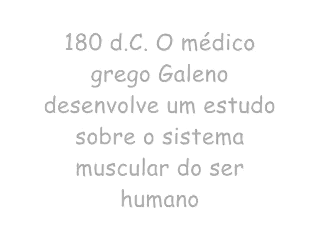 180 d.C. O médico
grego Galeno
desenvolve um estudo
sobre o sistema
muscular do ser
humano